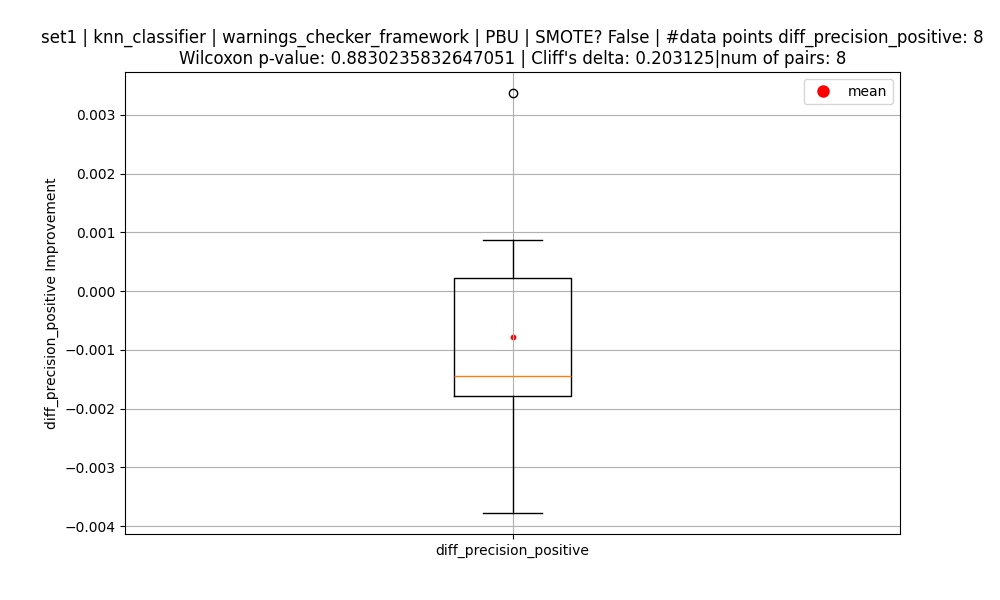 set1 | knn_classifier | warnings_checker_framework | PBU | SMOTE? False | #data points diff_precision_positive: 8
Wilcoxon p-value: 0.8830235832647051 | Cliff's delta: 0.203125|num of pairs: 8
mean
0.003
0.002
0.001
0.000
−0.001
−0.002
−0.003
−0.004
diff_precision_positive Improvement
diff_precision_positive